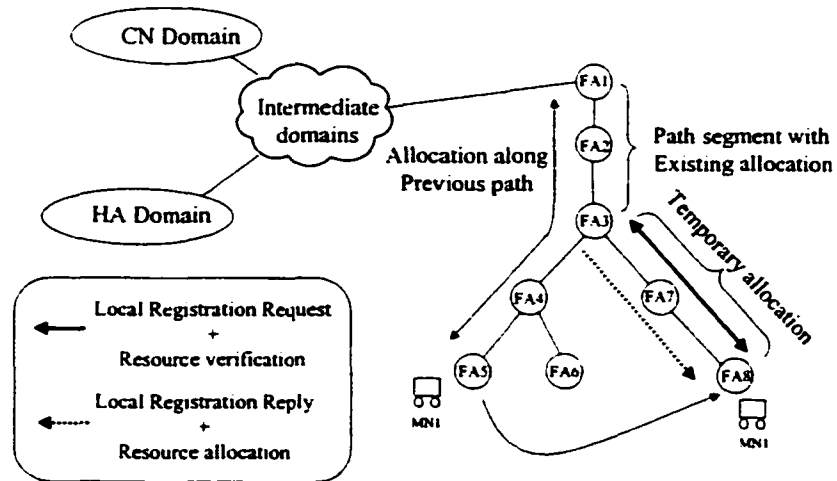 CN Domain
Intermediate
domains
HA Domain
FA1
FA2
FA3
Allocation along
Previous path
Path segment with
Existing allocation
Temporary allocation
FA4
FA7
FA5
FA6
FA8
MN1
MN1
Local Registration Request
+
Resource verification
Local Registration Reply
+
Resource allocation